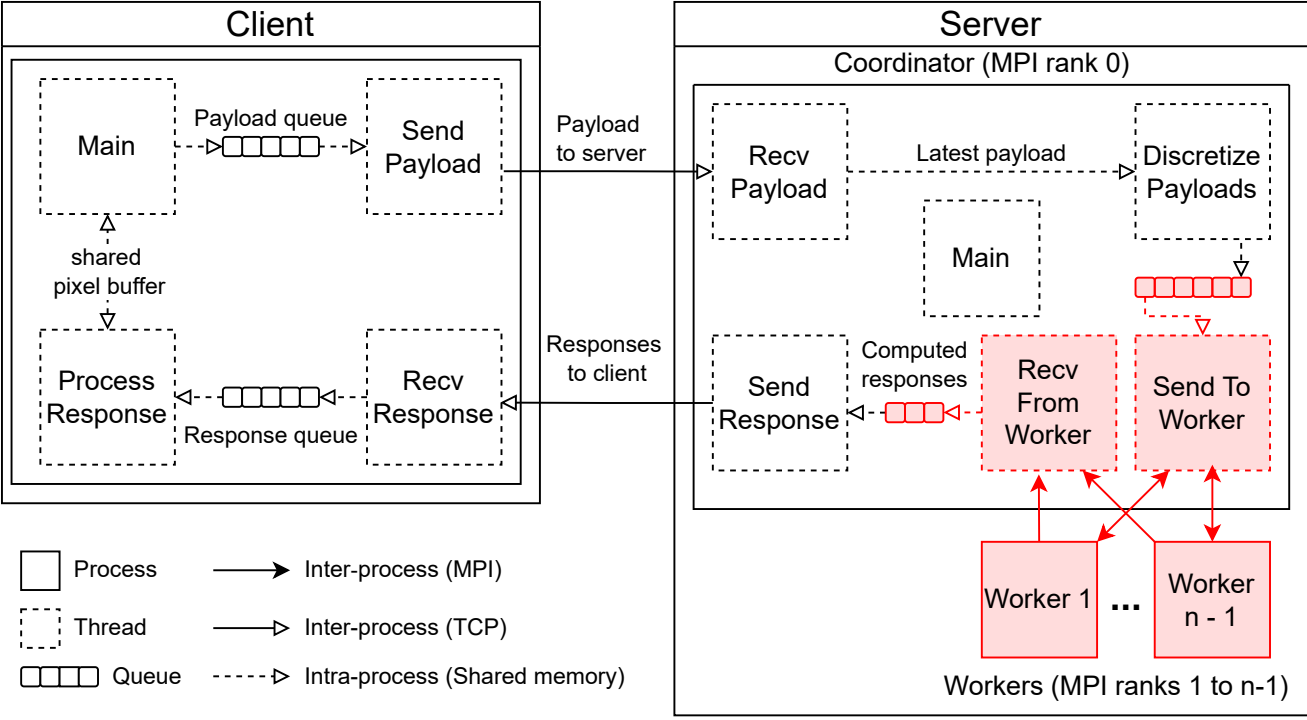 Client
Main
Payload queue
Send
Payload
shared
pixel buffer
Process
Response
Response queue
Recv
Response
Payload
to server
Responses
to client
Server
Coordinator (MPI rank 0)
Recv
Payload
Latest payload
Discretize
Payloads
Main
Send
Response
Computed
responses
Recv
From
Worker
Send To
Worker
Worker 1
...
Worker
n - 1
Workers (MPI ranks 1 to n-1)
Process
Inter-process (MPI)
Thread
Inter-process (TCP)
Queue
Intra-process (Shared memory)